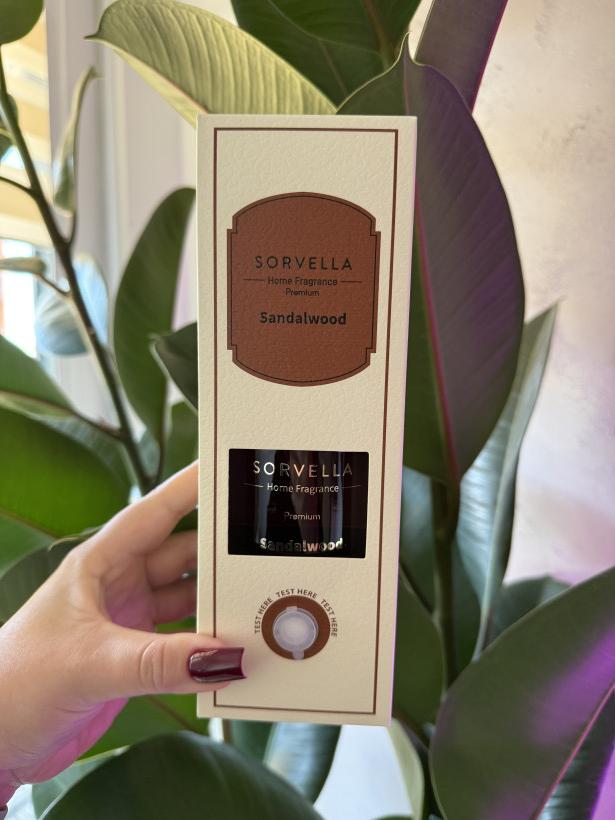 SORVELLA
Home Fragrance
Premium
Sandalwood
SORVELLA
Home Fragrance
Premium
Sandalwood
TEST HERE TEST HERE TEST HERE